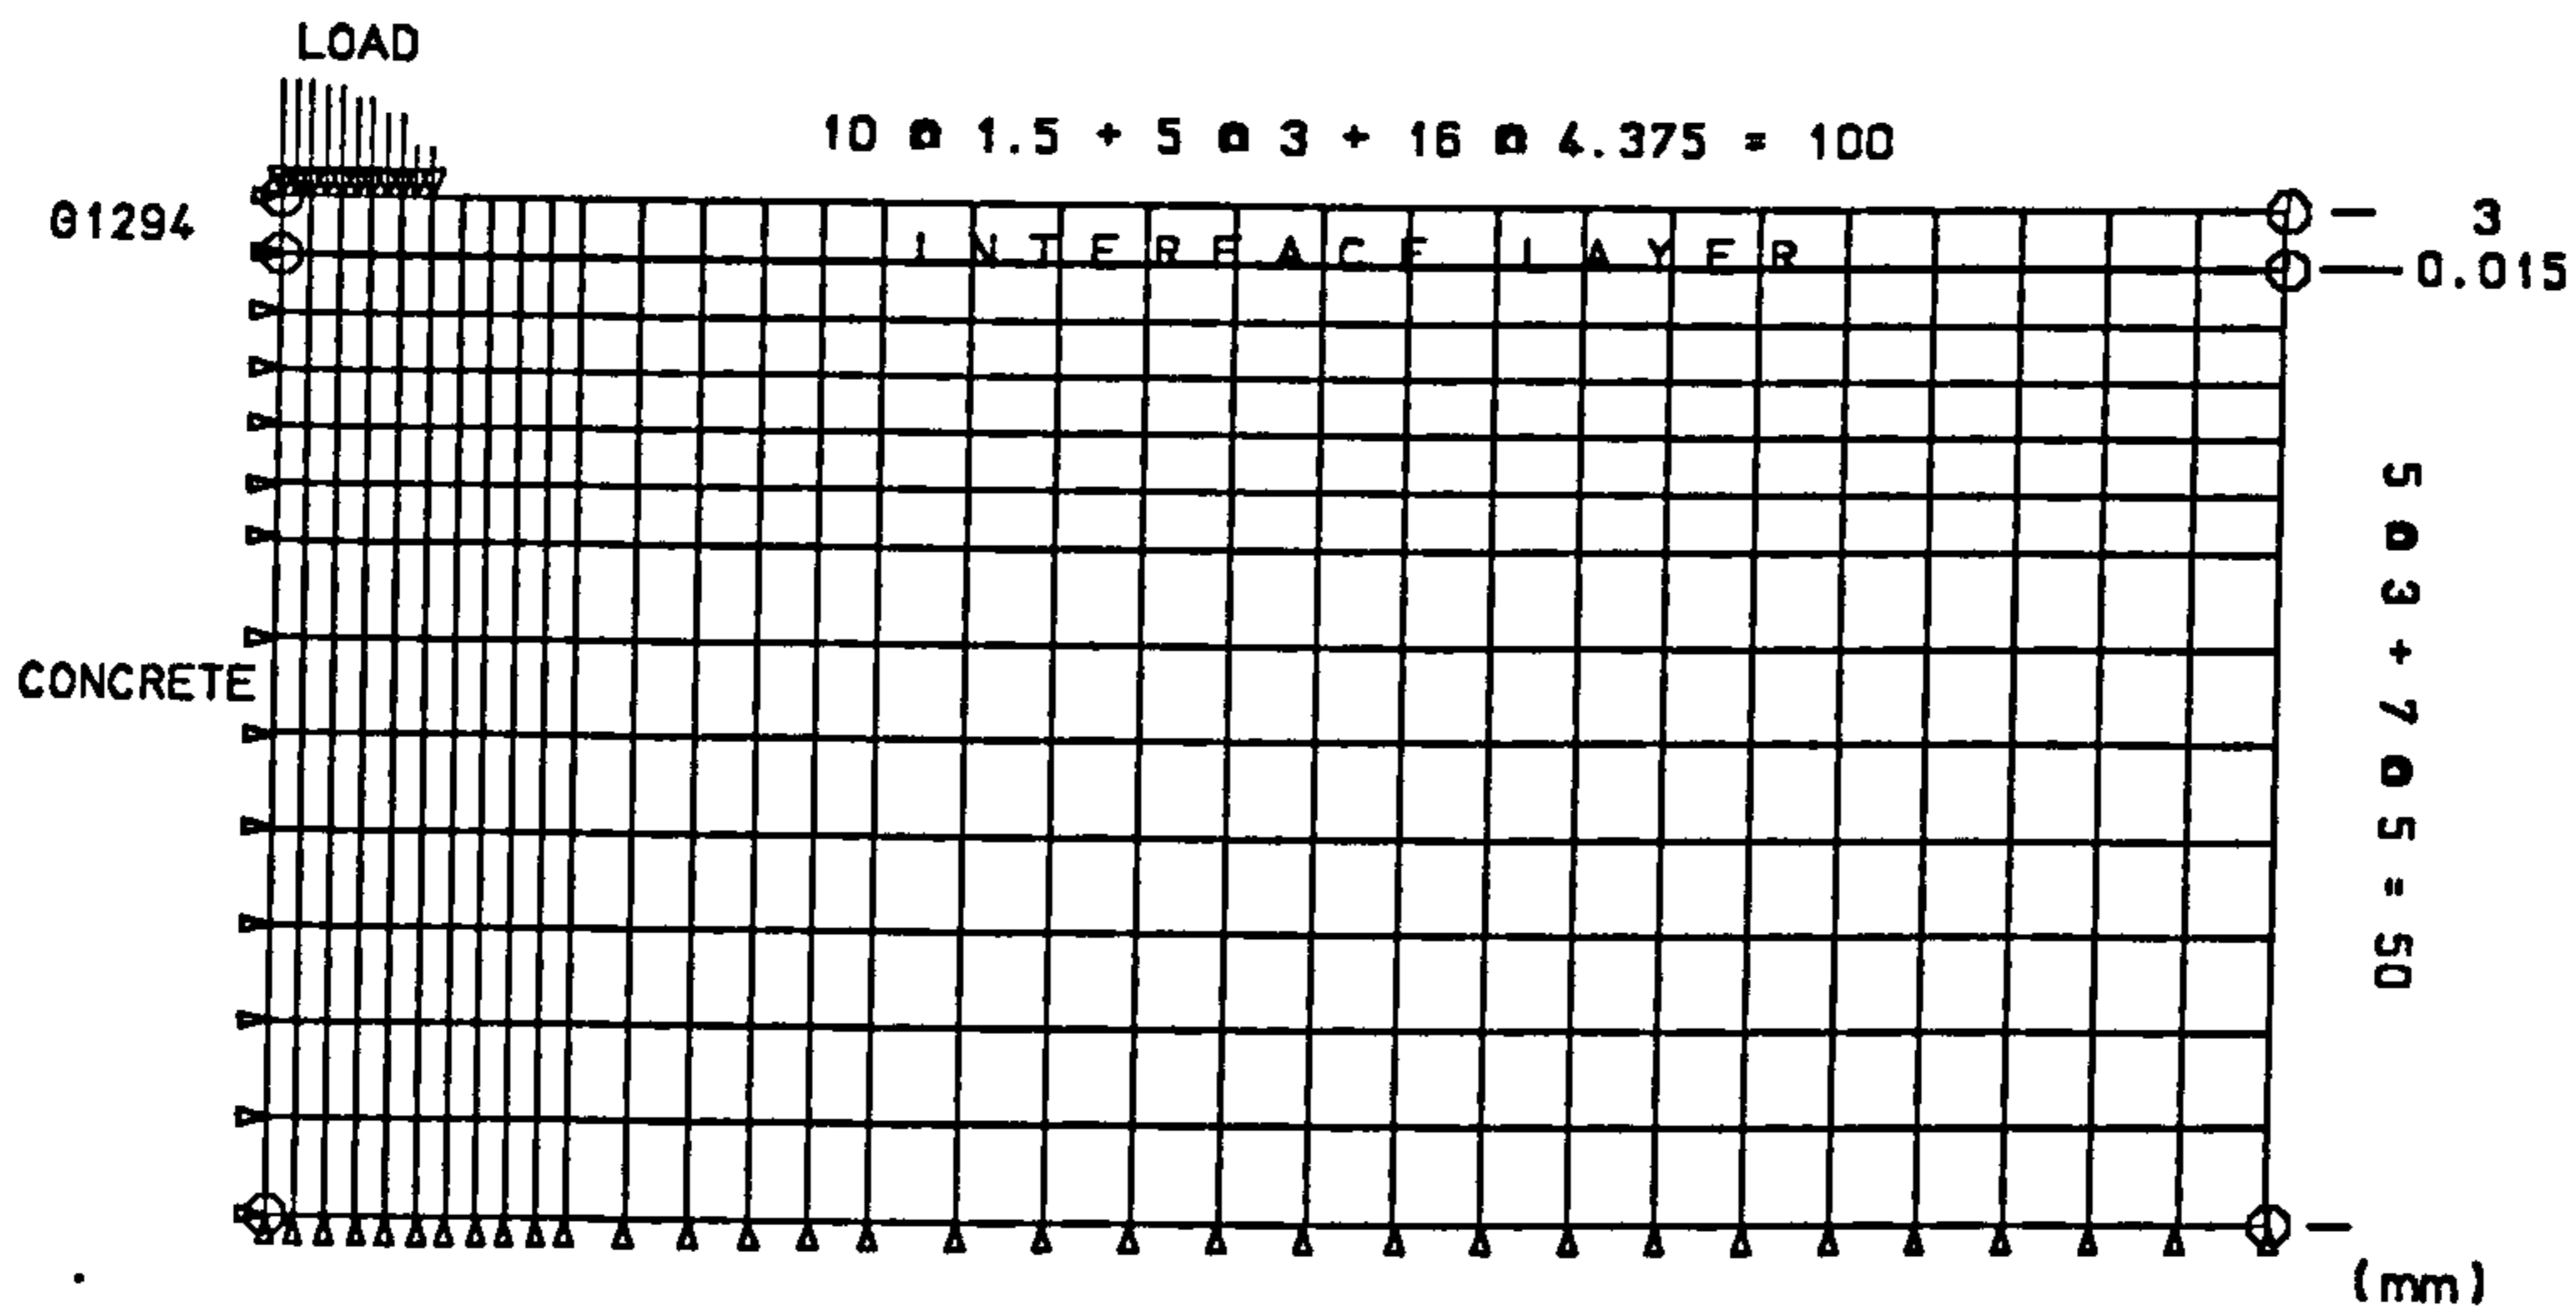 LOAD
10 @ 1.5 + 5 @ 3 + 16 @ 4.375 = 100
G1294
3
INTERFACE LAYER
0.015
CONCRETE
5 @ 3 + 7 @ 5 = 50
(mm)